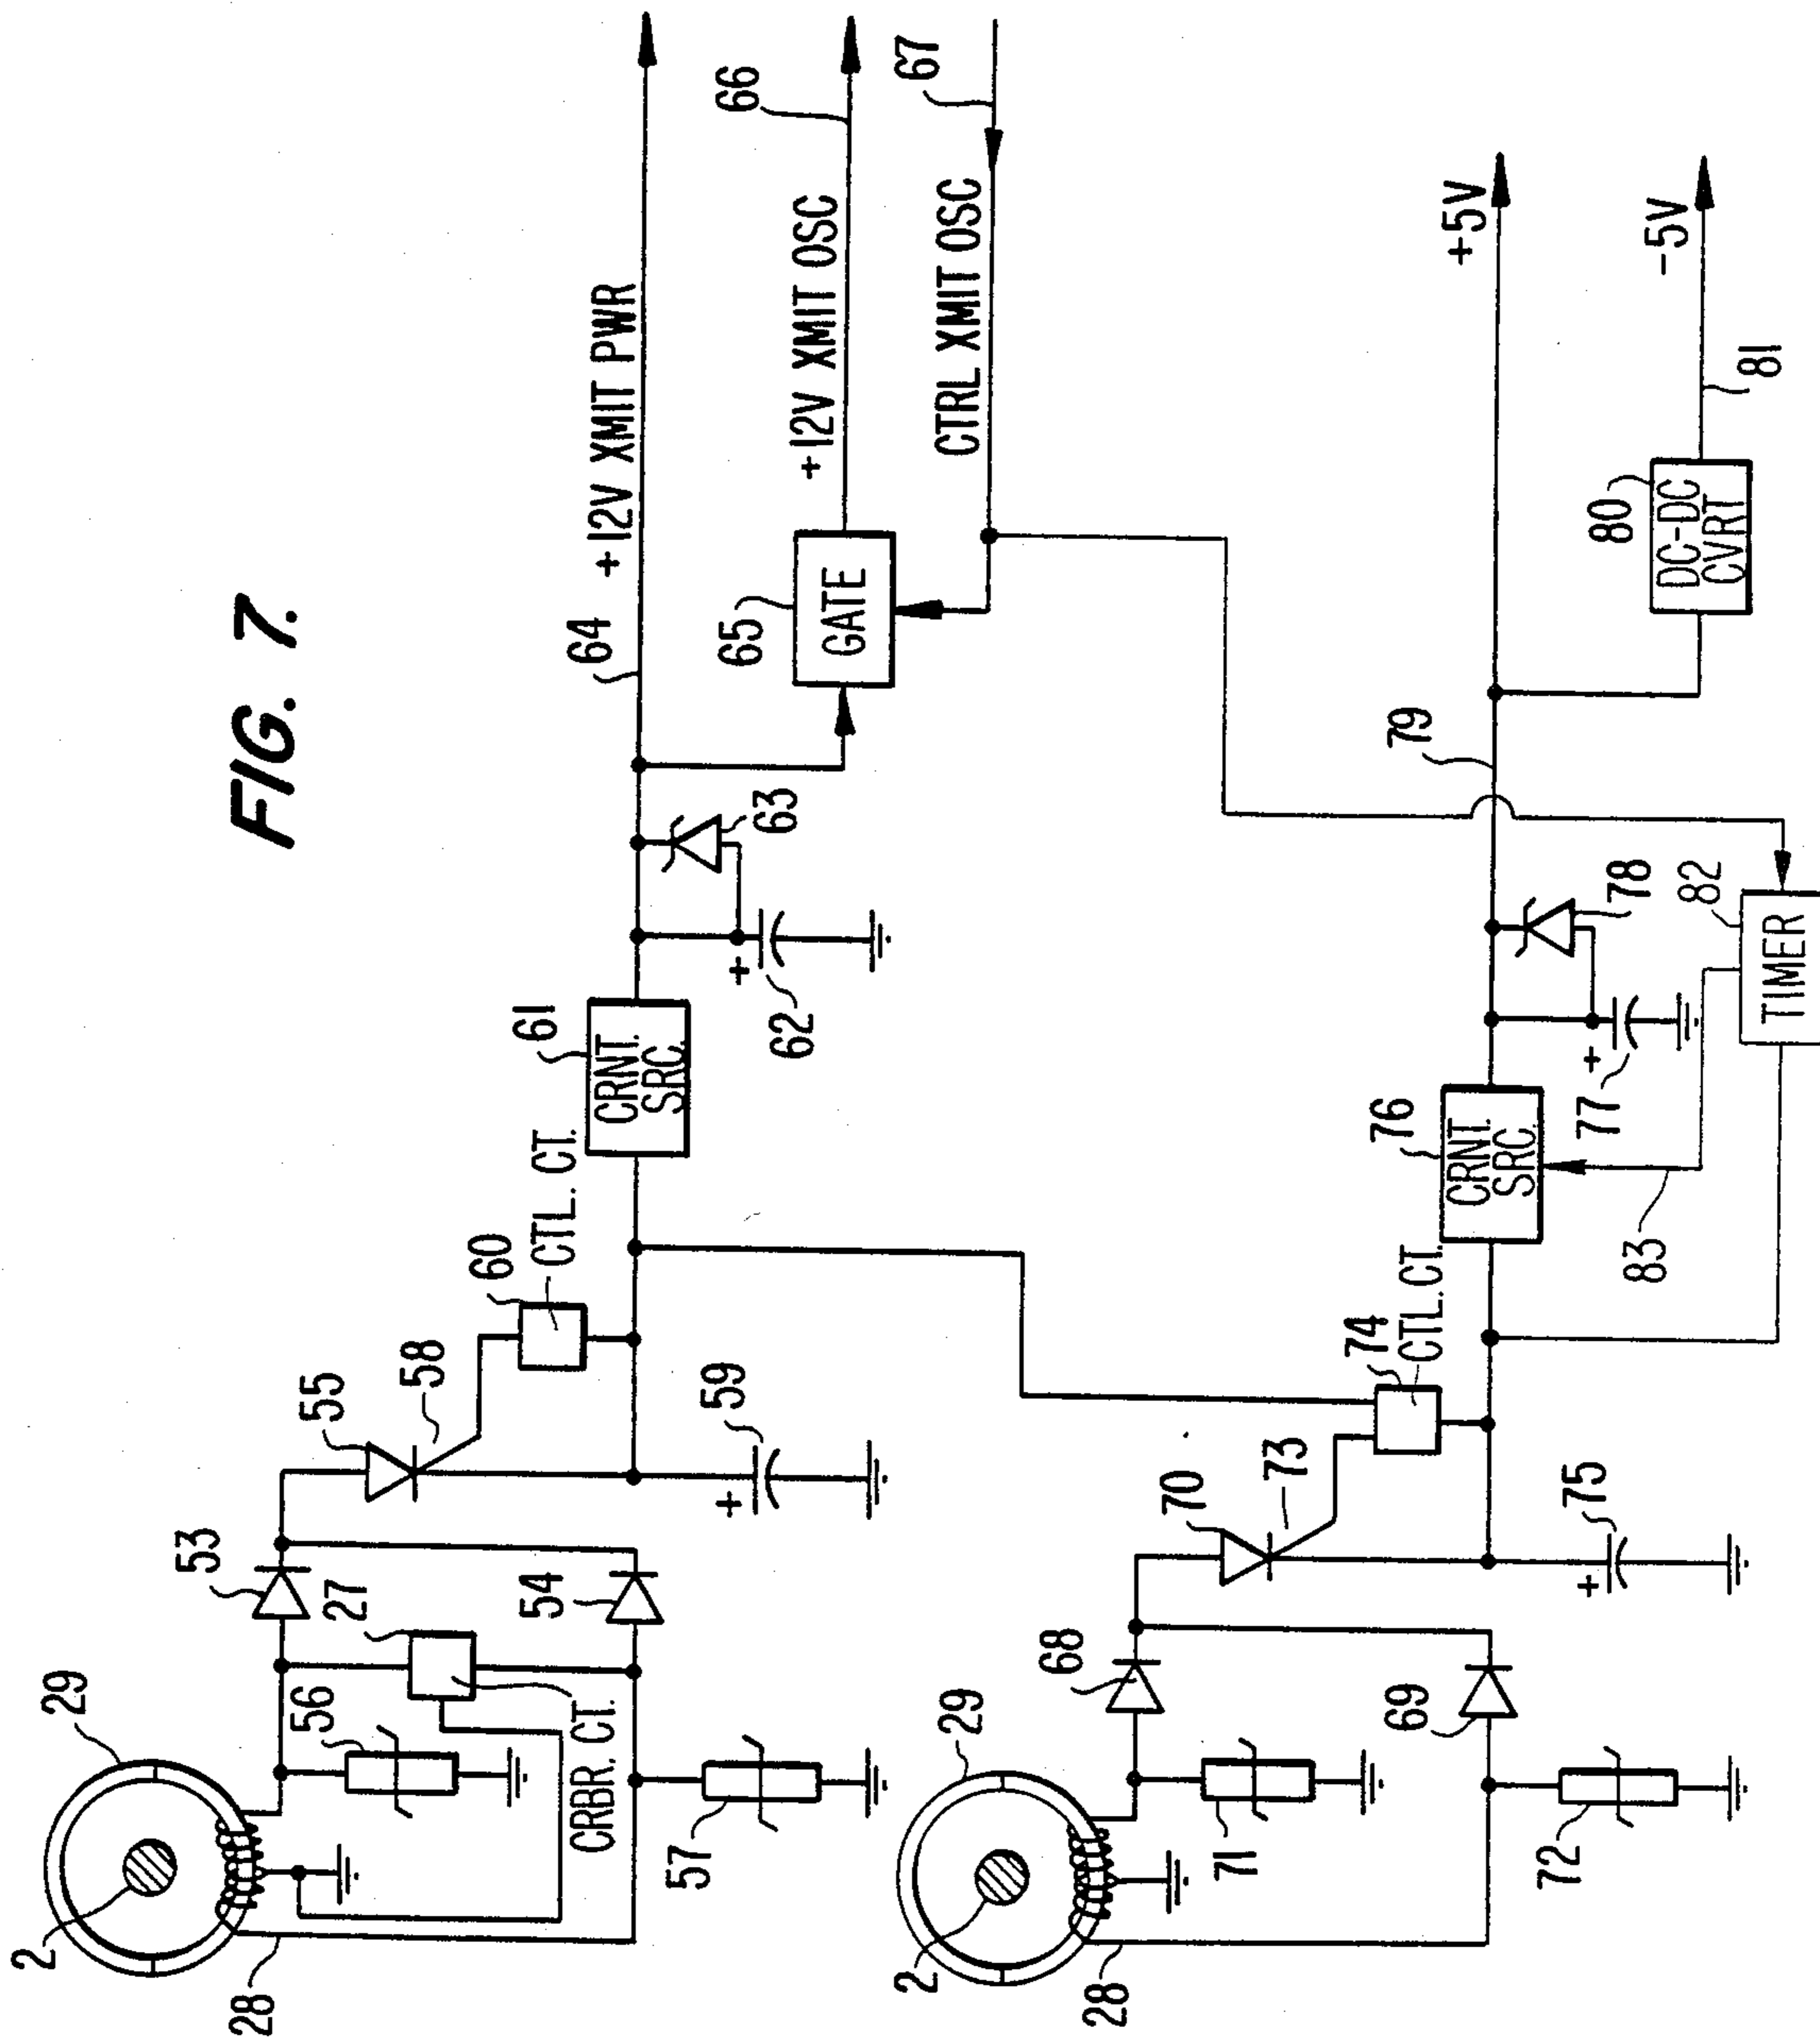 FIG. 7.
+12V XMIT PWR
64
66
+12V XMIT OSC
67
CTRL XMIT OSC
65
GATE
63
62
61
CRNT.
SRC.
60
CTL. CT.
58
55
59
53
27
54
29
56
CRBR. CT.
57
2
28
+
+
+5V
-5V
81
80
DC-DC
CVRT
79
78
82
TIMER
77
+
76
CRNT.
SRC.
83
74
CTL. CT.
73
70
75
+
68
69
29
71
72
2
28